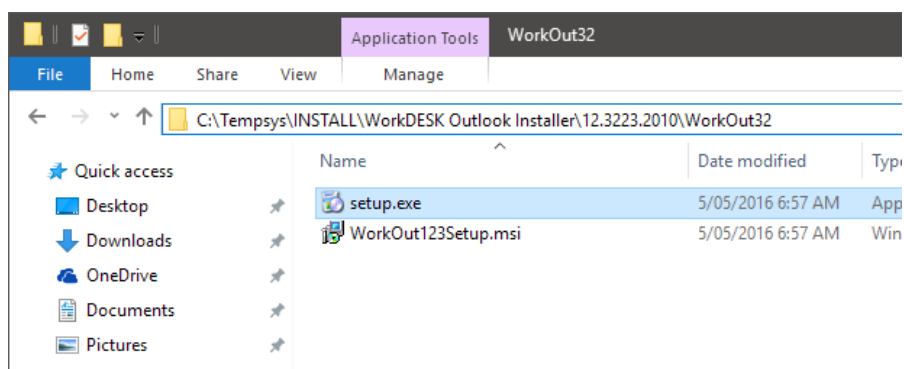 Application Tools WorkOut32
File Home Share View Manage
C:\Tempsys\INSTALL\WorkDESK Outlook Installer\12.3223.2010\WorkOut32
Quick access
Desktop
Downloads
OneDrive
Documents
Pictures
Name Date modified
setup.exe 5/05/2016 6:57 AM App
WorkOut123Setup.msi 5/05/2016 6:57 AM Win